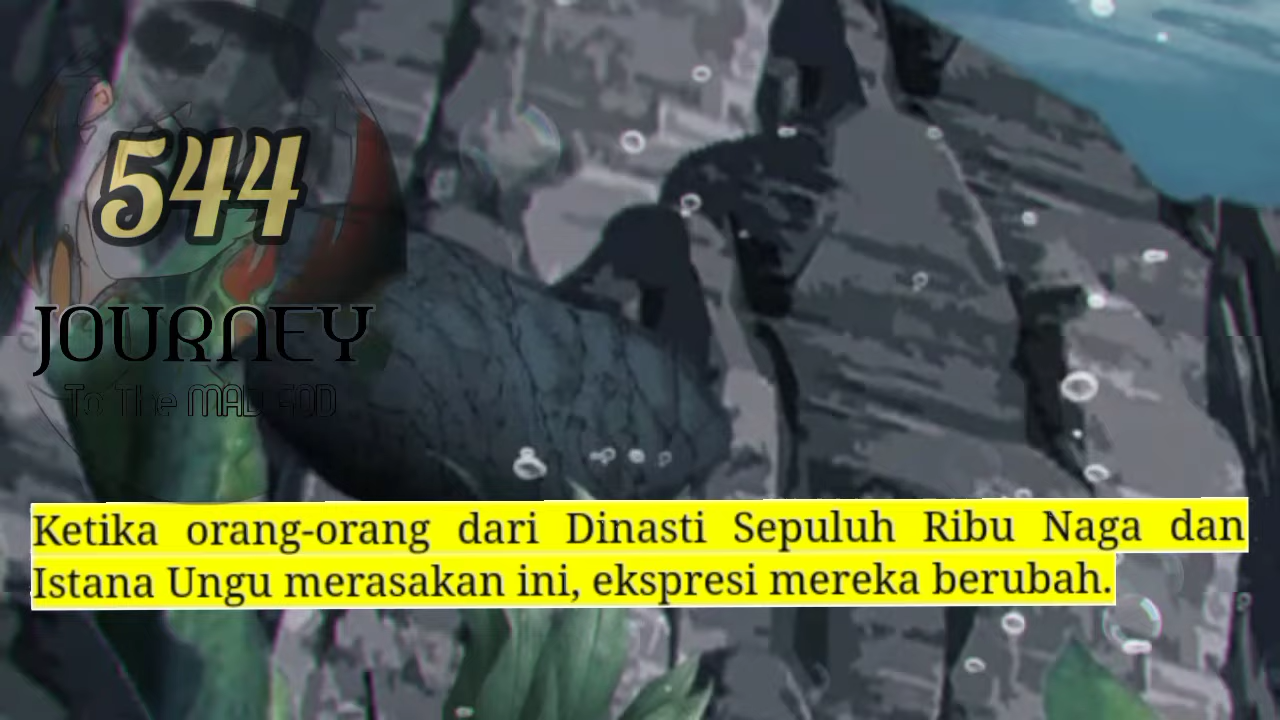 544
JOURNEY
To The MAD GOD
Ketika orang-orang dari Dinasti Sepuluh Ribu Naga dan
Istana Ungu merasakan ini, ekspresi mereka berubah.